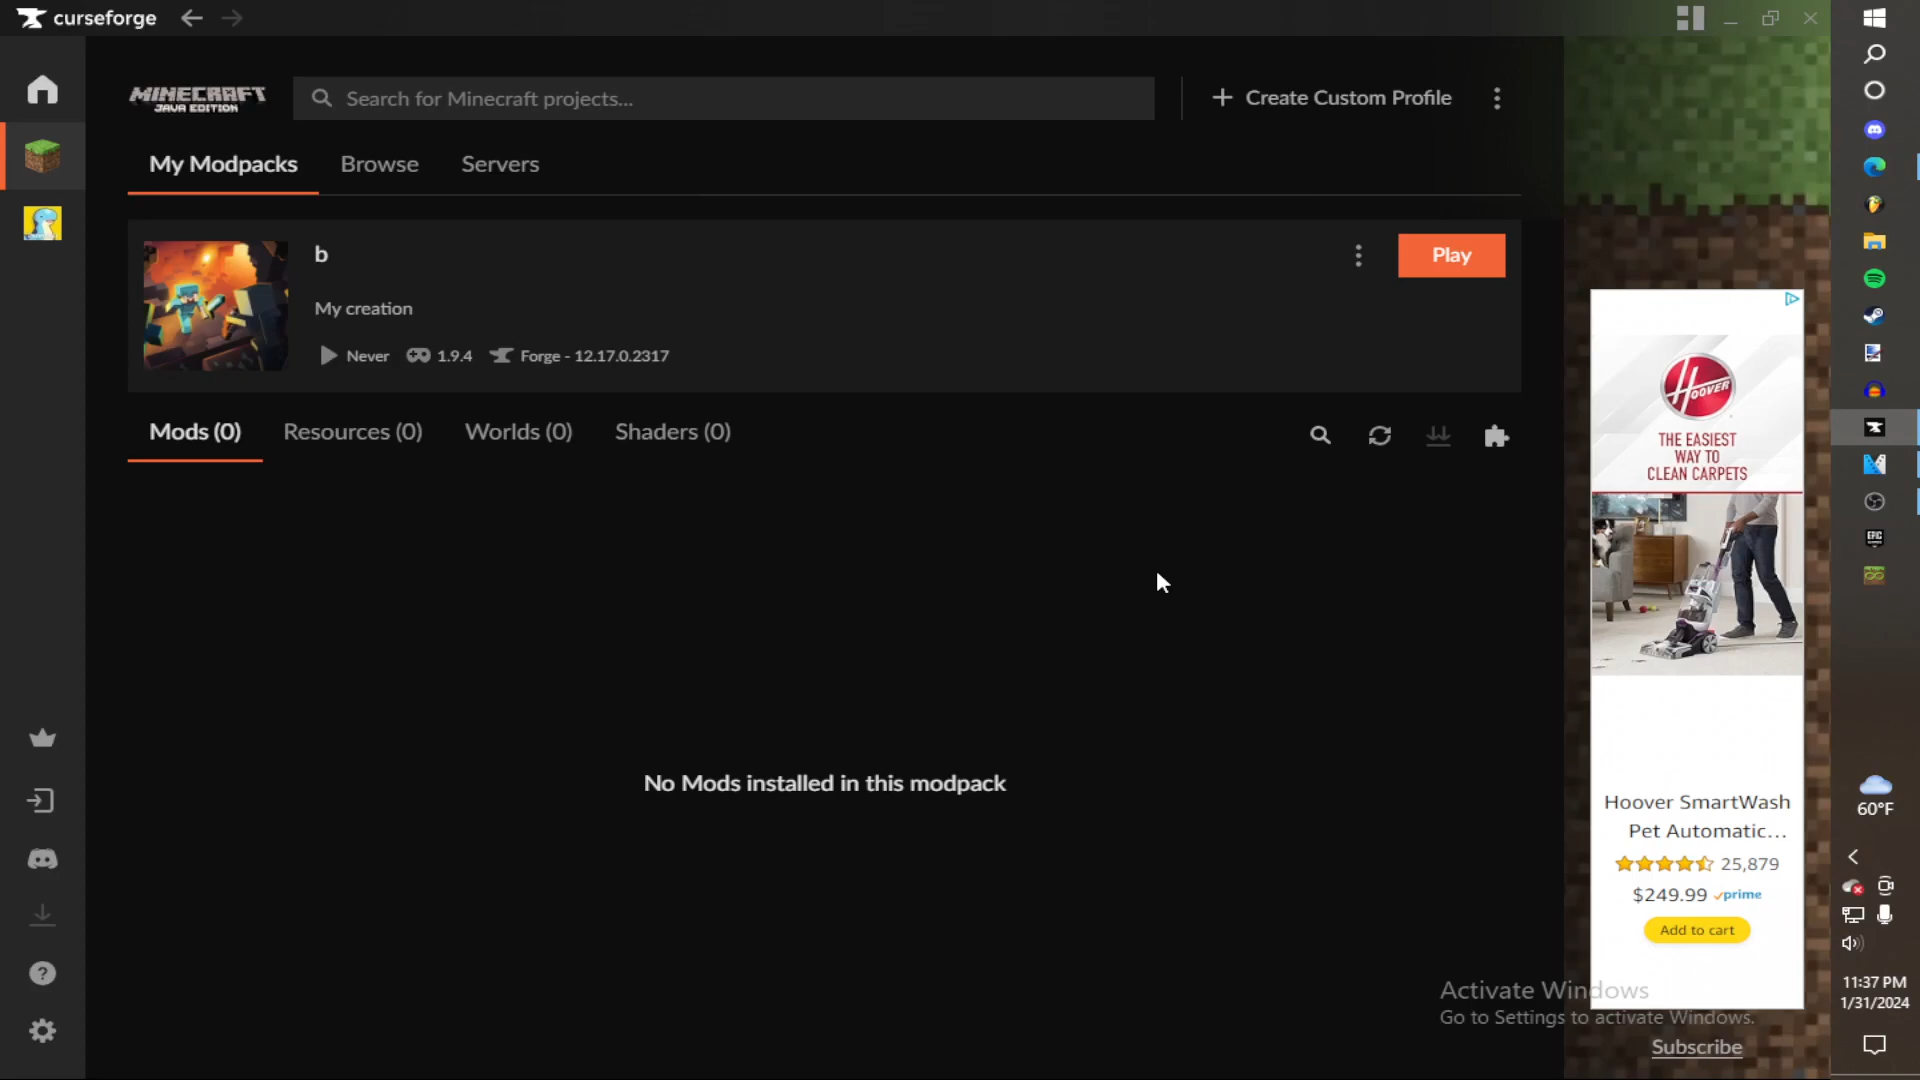 curseforge
MINECRAFT
JAVA EDITION
Search for Minecraft projects...
Create Custom Profile
My Modpacks
Browse
Servers
b
Play
My creation
Never
1.9.4
Forge - 12.17.0.2317
Mods (0)
Resources (0)
Worlds (0)
Shaders (0)
No Mods installed in this modpack
HOOVER
THE EASIEST
WAY TO
CLEAN CARPETS
Hoover SmartWash
Pet Automatic...
25,879
$249.99 prime
Add to cart
Activate Windows
Go to Settings to activate Windows.
Subscribe
EPIC
60°F
11:37 PM
1/31/2024